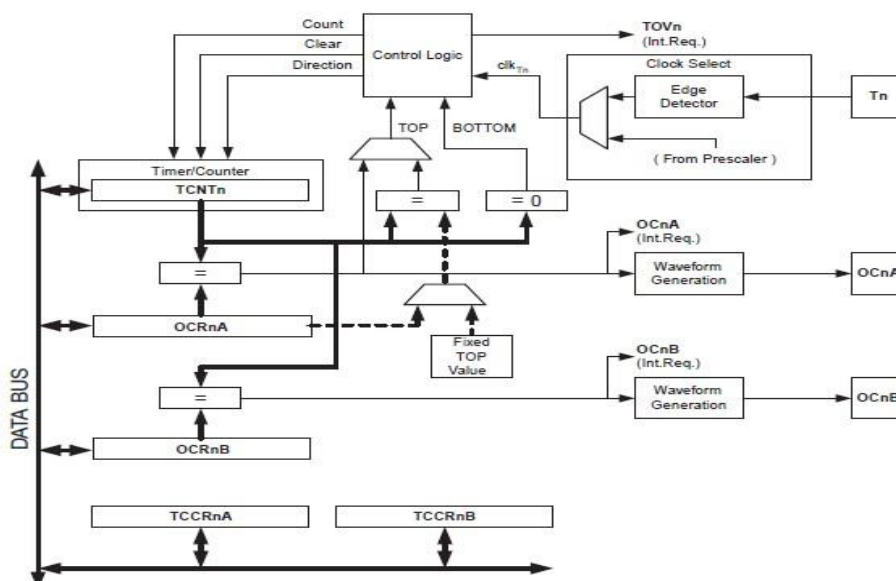 Count
Clear
Direction
Control Logic
TOVn
(Int.Req.)
clkTn
Clock Select
Edge
Detector
Tn
( From Prescaler )
TOP
BOTTOM
Timer/Counter
TCNTn
=
= 0
OCnA
(Int.Req.)
=
Waveform
Generation
OCnA
OCRnA
Fixed
TOP
Value
OCnB
(Int.Req.)
=
Waveform
Generation
OCnB
OCRnB
DATA BUS
TCCRnA
TCCRnB